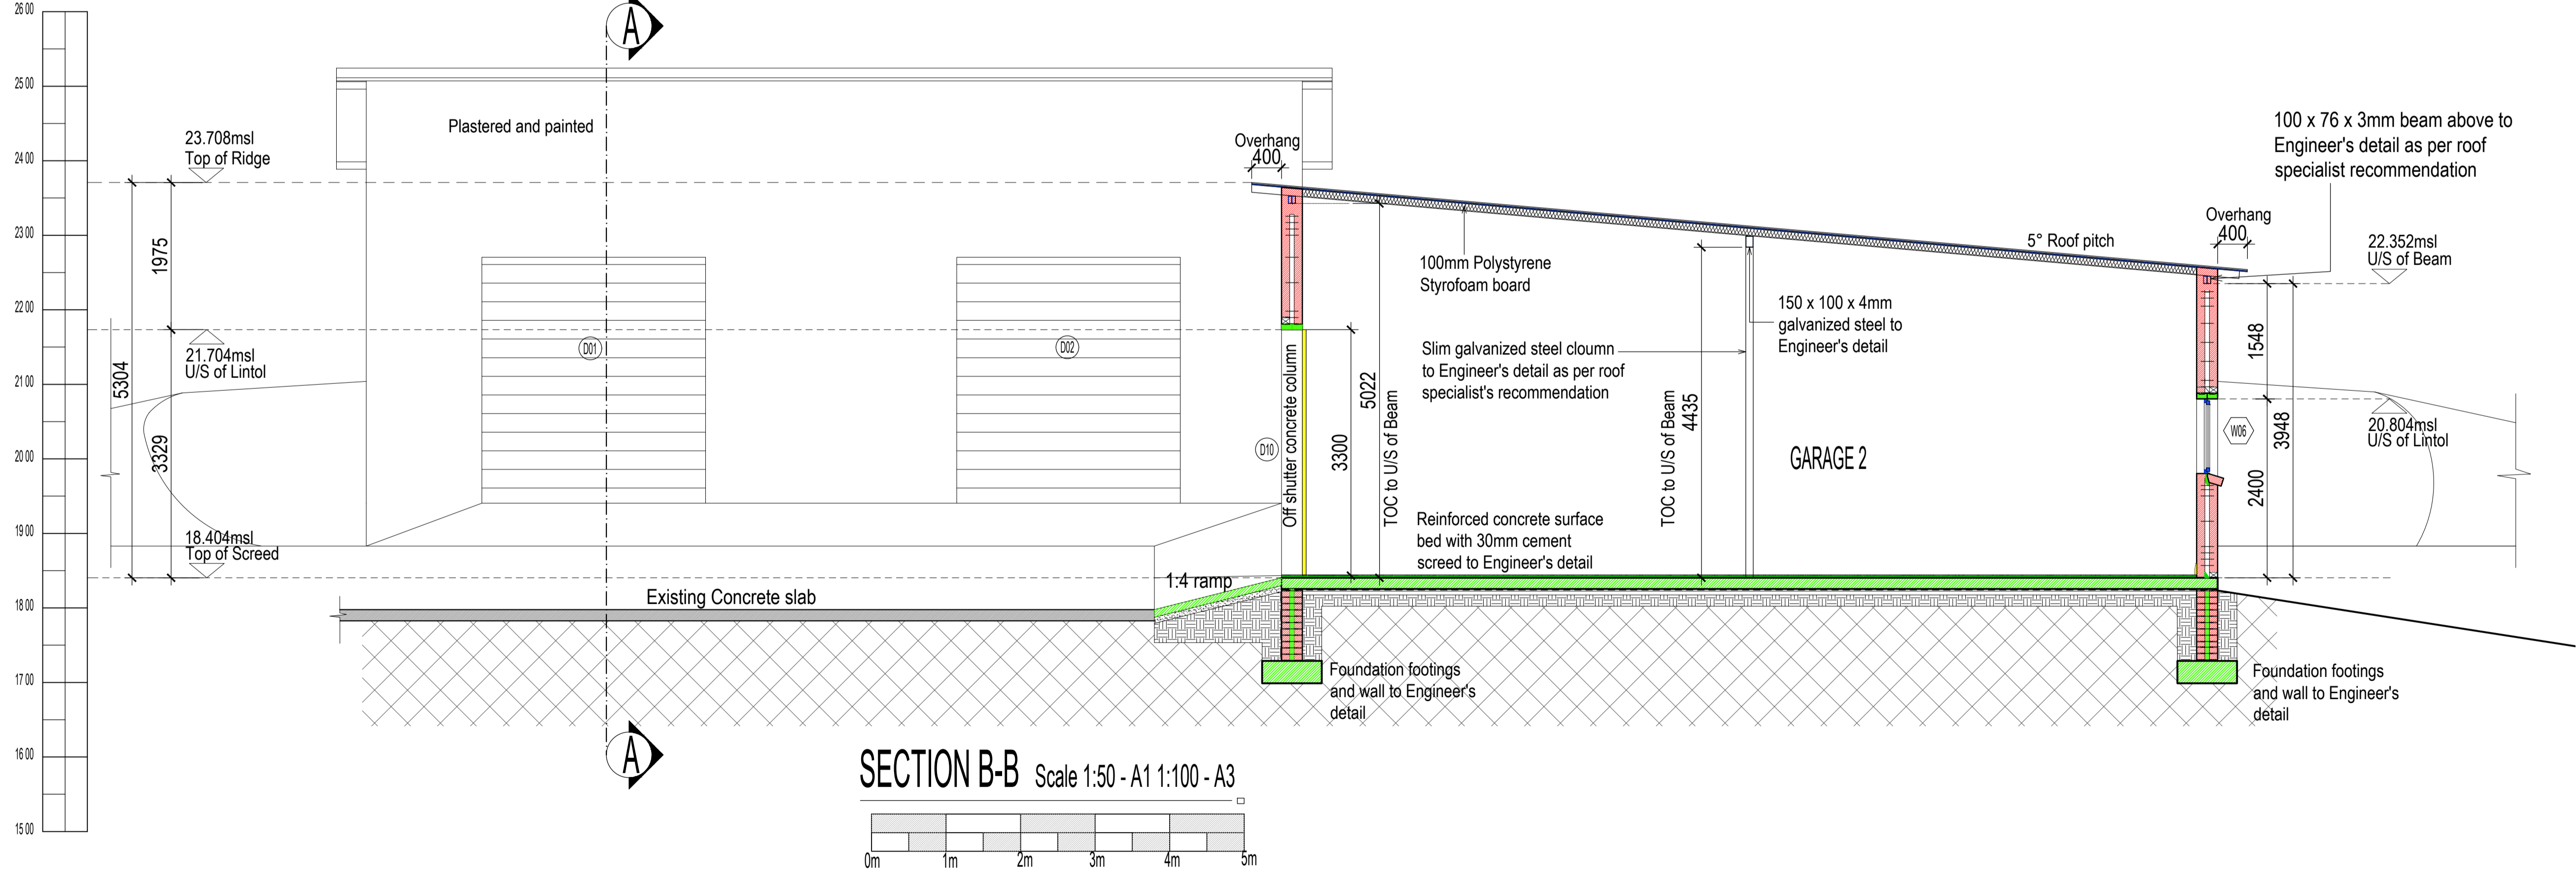 26 00
25 00
24 00
23 00
22 00
21 00
20 00
19 00
18 00
17 00
16 00
15 00
A
Plastered and painted
23.708msl
Top of Ridge
1975
21.704msl
U/S of Lintol
5304
3329
18.404msl
Top of Screed
D01
D02
Existing Concrete slab
1:4 ramp
A
Overhang
400
D10
Off shutter concrete column
3300
5022
TOC to U/S of Beam
100mm Polystyrene
Styrofoam board
Slim galvanized steel cloumn
to Engineer's detail as per roof
specialist's recommendation
Reinforced concrete surface
bed with 30mm cement
screed to Engineer's detail
4435
TOC to U/S of Beam
150 x 100 x 4mm
galvanized steel to
Engineer's detail
GARAGE 2
5° Roof pitch
100 x 76 x 3mm beam above to
Engineer's detail as per roof
specialist recommendation
Overhang
400
22.352msl
U/S of Beam
1548
W06
3948
2400
20.804msl
U/S of Lintol
Foundation footings
and wall to Engineer's
detail
Foundation footings
and wall to Engineer's
detail
SECTION B-B Scale 1:50 - A1 1:100 - A3
0m 1m 2m 3m 4m 5m